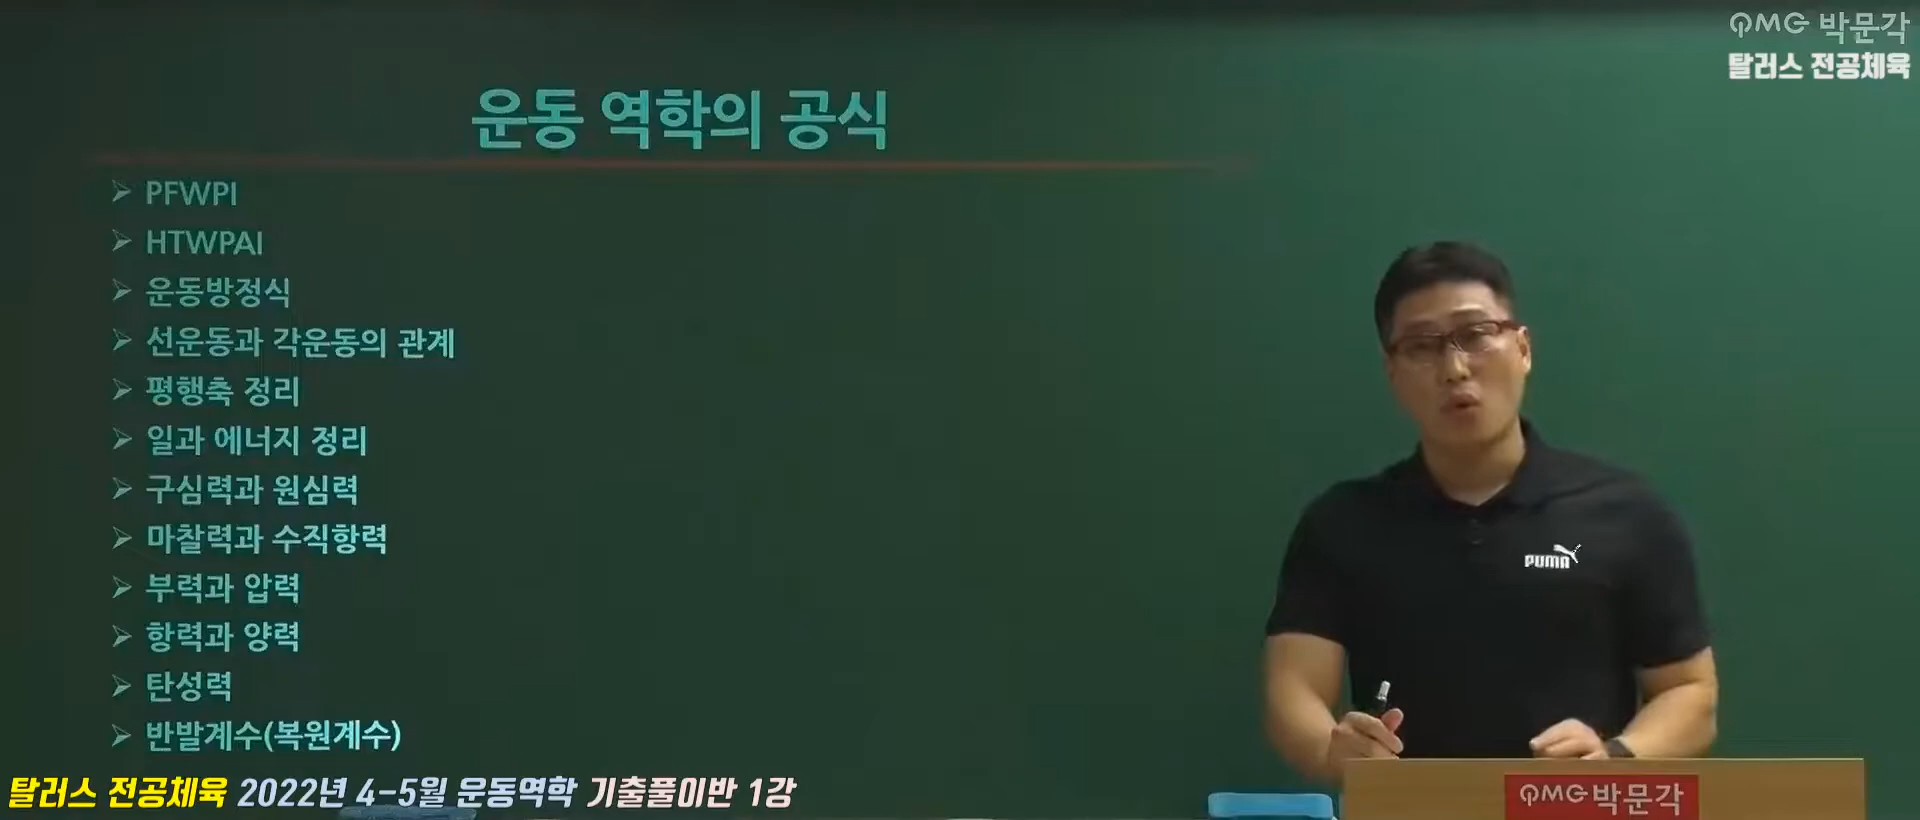 PMG 박문각
탈러스 전공체육
운동 역학의 공식
➢ PFWPI
➢ HTWPAI
➢ 운동방정식
➢ 선운동과 각운동의 관계
➢ 평행축 정리
➢ 일과 에너지 정리
➢ 구심력과 원심력
➢ 마찰력과 수직항력
➢ 부력과 압력
➢ 항력과 양력
➢ 탄성력
➢ 반발계수(복원계수)
PUMA
탈러스 전공체육 2022년 4-5월 운동역학 기출풀이반 1강
PMG 박문각